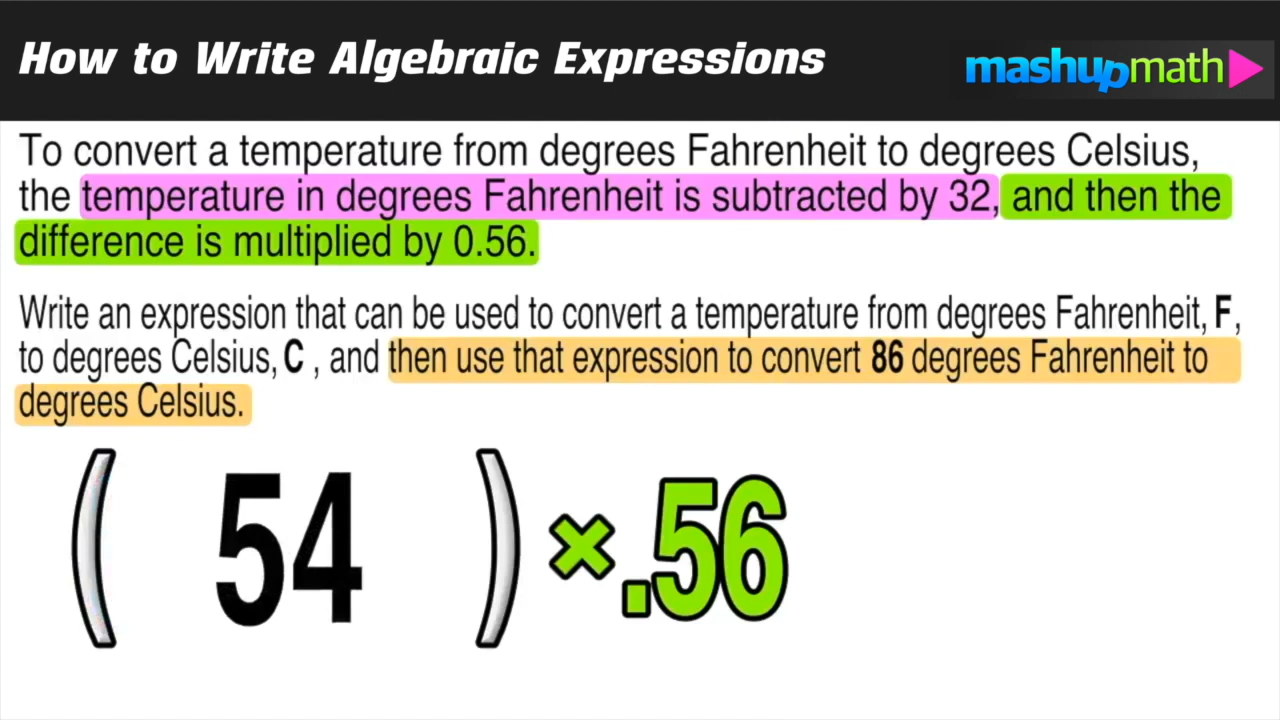 How to Write Algebraic Expressions
mashupmath
To convert a temperature from degrees Fahrenheit to degrees Celsius,
the temperature in degrees Fahrenheit is subtracted by 32, and then the
difference is multiplied by 0.56.
Write an expression that can be used to convert a temperature from degrees Fahrenheit, F,
to degrees Celsius, C , and then use that expression to convert 86 degrees Fahrenheit to
degrees Celsius.
( 54 ) × .56